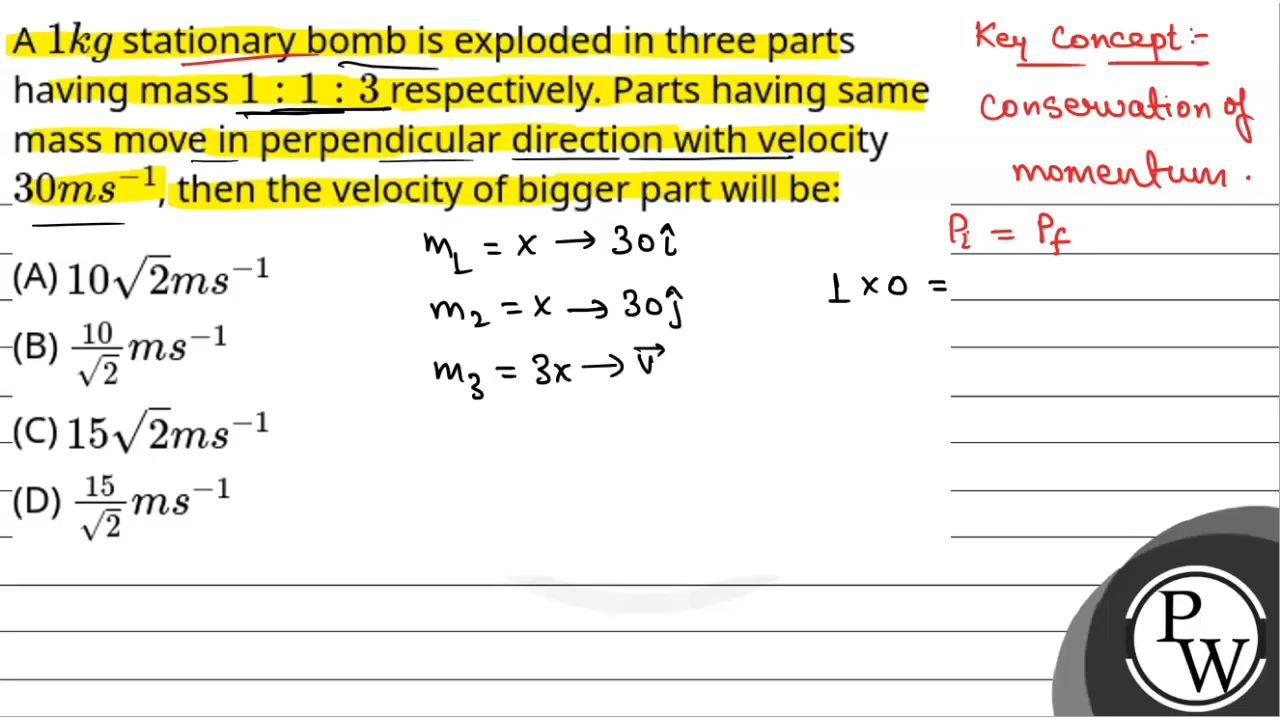 A 1kg stationary bomb is exploded in three parts
having mass 1 : 1 : 3 respectively. Parts having same
mass move in perpendicular direction with velocity
30ms⁻¹, then the velocity of bigger part will be:
(A) 10√2ms⁻¹
(B) 10/√2 ms⁻¹
(C) 15√2ms⁻¹
(D) 15/√2 ms⁻¹
m₁ = x → 30î
m₂ = x → 30ĵ
m₃ = 3x → v⃗
Key Concept:-
Conservation of
momentum.
Pᵢ = P_f
1 × 0 =
P
W